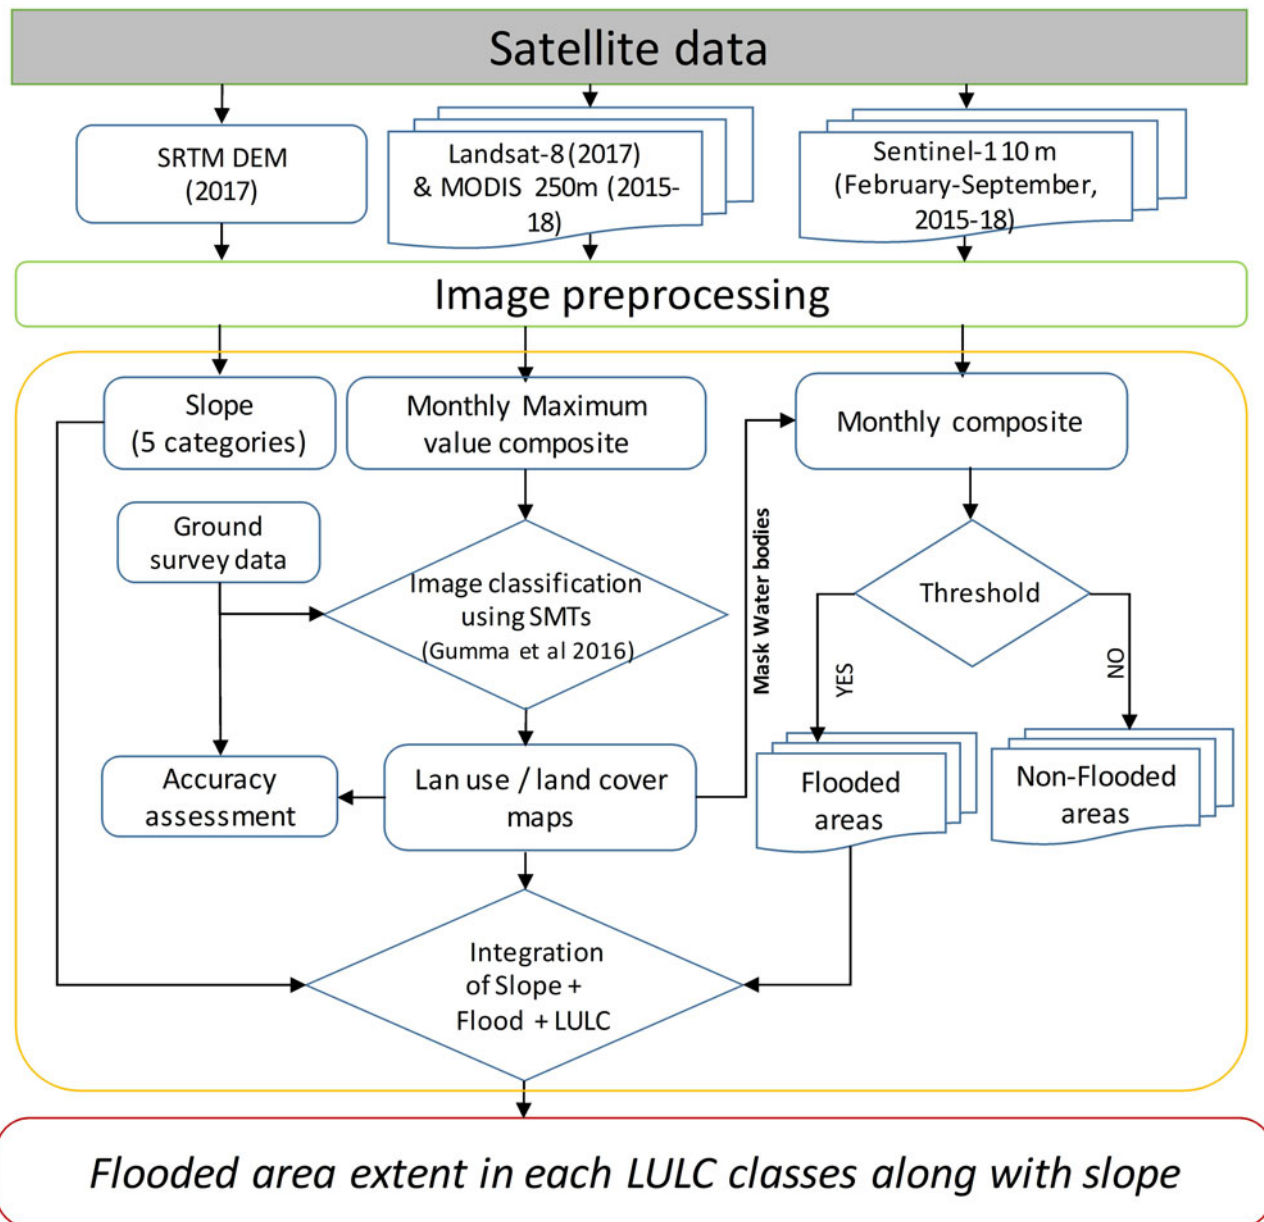 Satellite data
SRTM DEM
(2017)
Landsat-8 (2017)
& MODIS 250m (2015-
18)
Sentinel-1 10 m
(February-September,
2015-18)
Image preprocessing
Slope
(5 categories)
Monthly Maximum
value composite
Monthly composite
Ground
survey data
Image classification
using SMTs
(Gumma et al 2016)
Mask Water bodies
Threshold
YES
NO
Accuracy
assessment
Lan use / land cover
maps
Flooded
areas
Non-Flooded
areas
Integration
of Slope +
Flood + LULC
Flooded area extent in each LULC classes along with slope